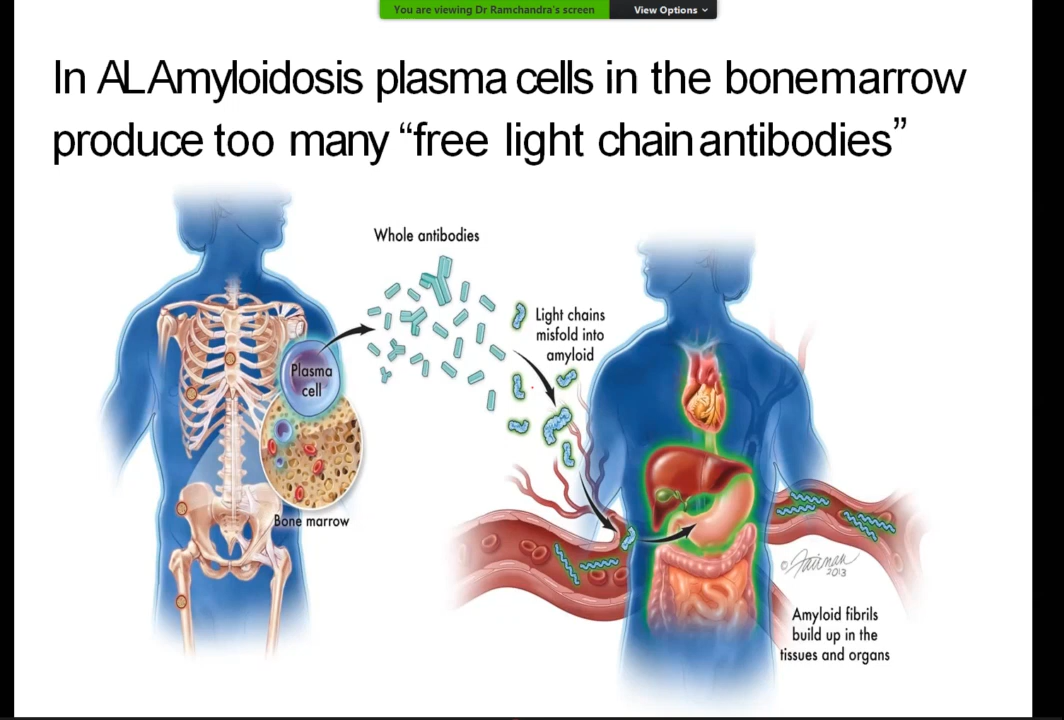 You are viewing Dr Ramchandra's screen
View Options
In AL Amyloidosis plasma cells in the bonemarrow
produce too many “free light chain antibodies”
Whole antibodies
Light chains
misfold into
amyloid
Plasma
cell
Bone marrow
© Fairman
2013
Amyloid fibrils
build up in the
tissues and organs